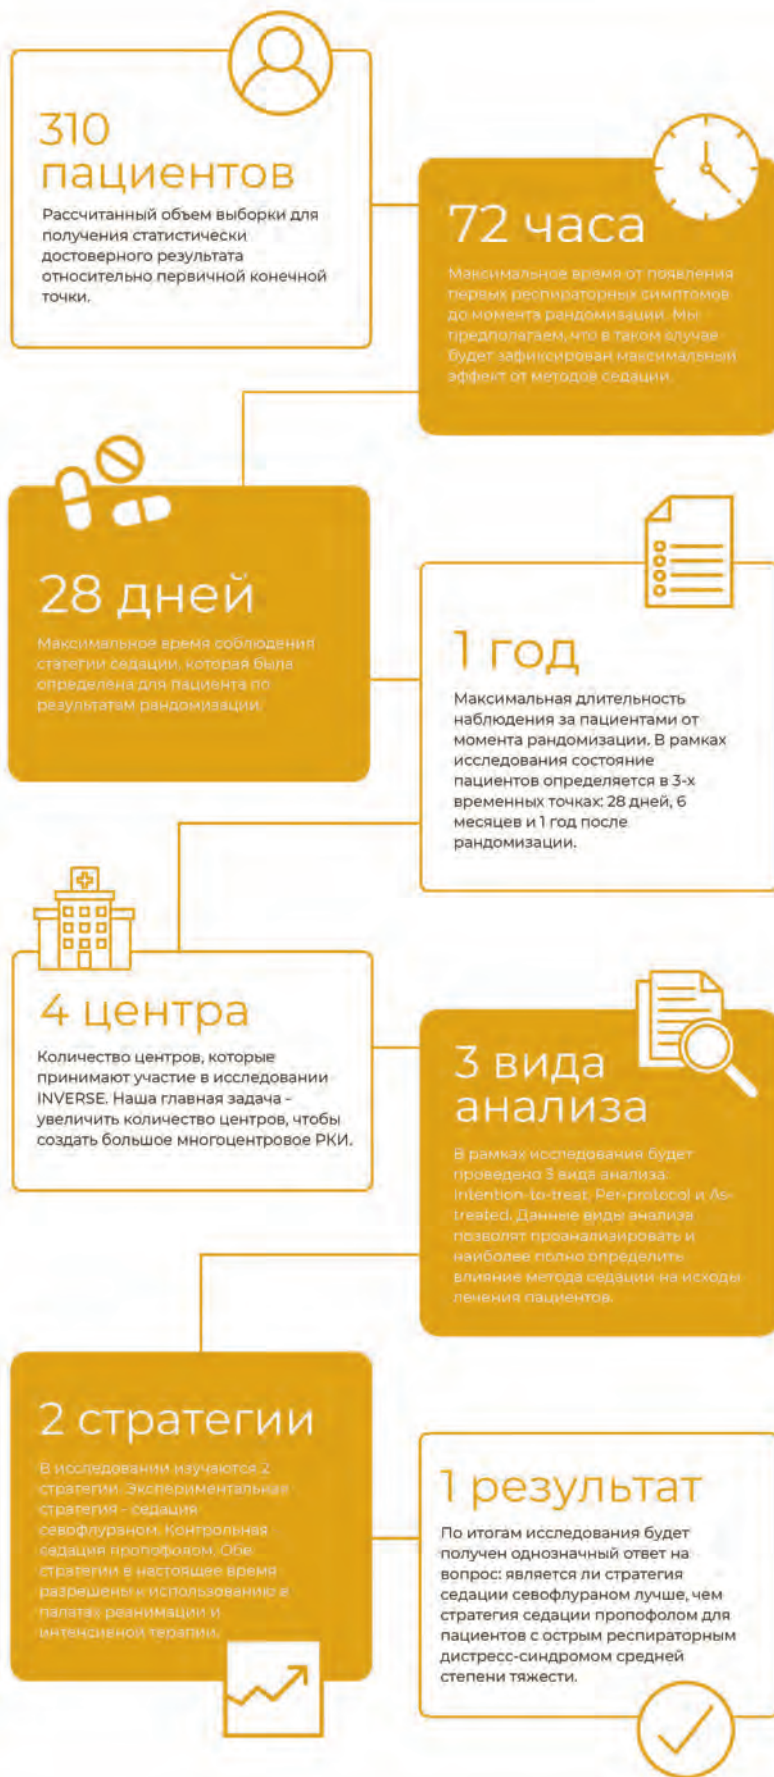 310
пациентов
Рассчитанный объем выборки для
получения статистически
достоверного результата
относительно первичной конечной
точки.
72 часа
Максимальное время от появления
первых респираторных симптомов
до момента рандомизации. Мы
предполагаем, что в таком случае
будет зафиксирован максимальный
эффект от методов седации.
28 дней
Максимальное время соблюдения
статегии седации, которая была
определена для пациента по
результатам рандомизации.
1 год
Максимальная длительность
наблюдения за пациентами от
момента рандомизации. В рамках
исследования состояние
пациентов определяется в 3-х
временных точках: 28 дней, 6
месяцев и 1 год после
рандомизации.
4 центра
Количество центров, которые
принимают участие в исследовании
INVERSE. Наша главная задача -
увеличить количество центров, чтобы
создать большое многоцентровое РКИ.
3 вида
анализа
В рамках исследования будет
проведено 3 вида анализа:
Intention-to-treat, Per-protocol и As-
treated. Данные виды анализа
позволят проанализировать и
наиболее полно определить
влияние метода седации на исходы
лечения пациентов.
2 стратегии
В исследовании изучаются 2
стратегии. Экспериментальная
стратегия - седация
севофлураном. Контрольная
седация пропофолом. Обе
стратегии в настоящее время
разрешены к использованию в
палатах реанимации и
интенсивной терапии.
1 результат
По итогам исследования будет
получен однозначный ответ на
вопрос: является ли стратегия
седации севофлураном лучше, чем
стратегия седации пропофолом для
пациентов с острым респираторным
дистресс-синдромом средней
степени тяжести.